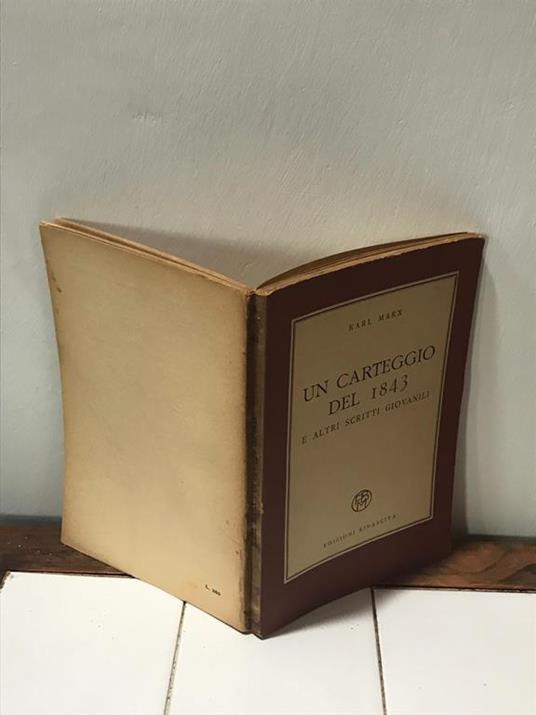 KARL MARX
UN CARTEGGIO
DEL 1843
E ALTRI SCRITTI GIOVANILI
EDIZIONI RINASCITA
L.